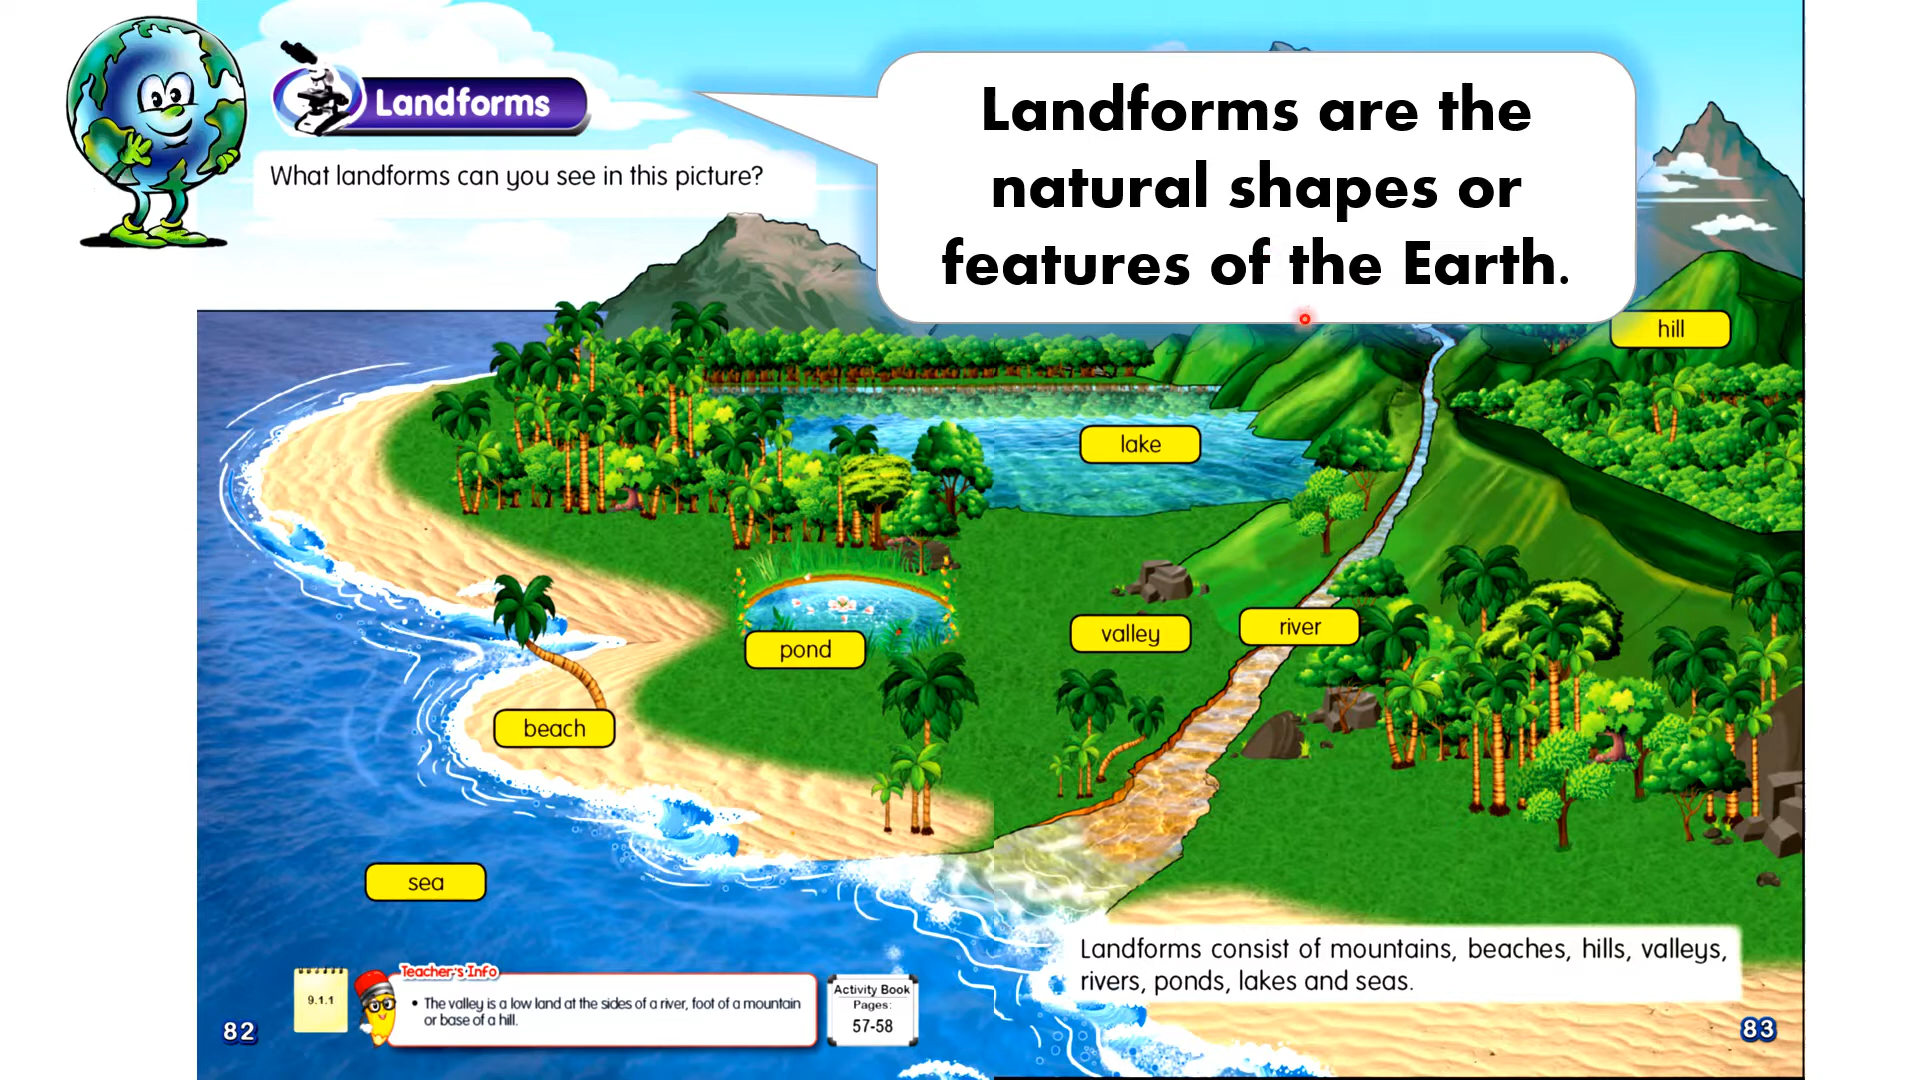 Landforms
What landforms can you see in this picture?
Landforms are the
natural shapes or
features of the Earth.
hill
lake
valley
river
pond
beach
sea
Landforms consist of mountains, beaches, hills, valleys,
rivers, ponds, lakes and seas.
9.1.1
Teacher's Info
• The valley is a low land at the sides of a river, foot of a mountain
or base of a hill.
Activity Book
Pages:
57-58
82
83